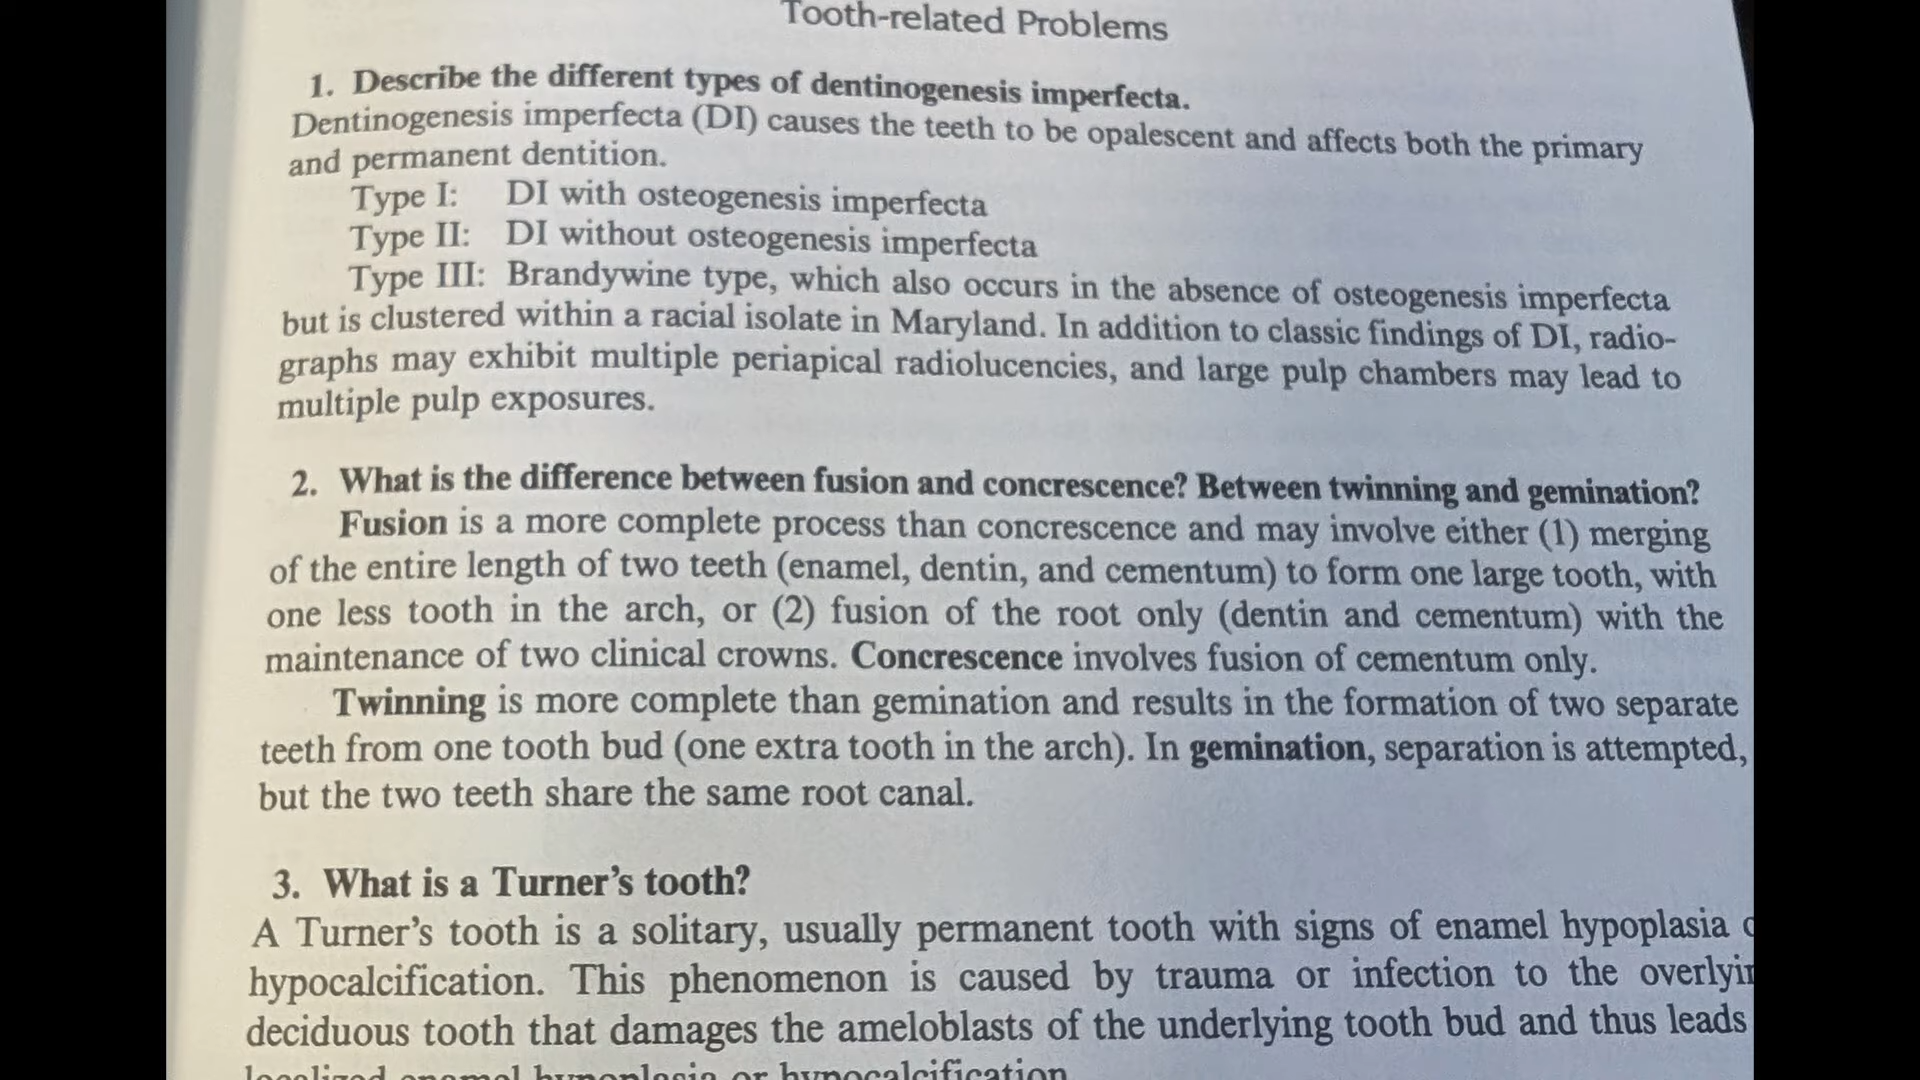 Tooth-related Problems
1. Describe the different types of dentinogenesis imperfecta.
Dentinogenesis imperfecta (DI) causes the teeth to be opalescent and affects both the primary
and permanent dentition.
Type I: DI with osteogenesis imperfecta
Type II: DI without osteogenesis imperfecta
Type III: Brandywine type, which also occurs in the absence of osteogenesis imperfecta
but is clustered within a racial isolate in Maryland. In addition to classic findings of DI, radio-
graphs may exhibit multiple periapical radiolucencies, and large pulp chambers may lead to
multiple pulp exposures.
2. What is the difference between fusion and concrescence? Between twinning and gemination?
Fusion is a more complete process than concrescence and may involve either (1) merging
of the entire length of two teeth (enamel, dentin, and cementum) to form one large tooth, with
one less tooth in the arch, or (2) fusion of the root only (dentin and cementum) with the
maintenance of two clinical crowns. Concrescence involves fusion of cementum only.
Twinning is more complete than gemination and results in the formation of two separate
teeth from one tooth bud (one extra tooth in the arch). In gemination, separation is attempted,
but the two teeth share the same root canal.
3. What is a Turner's tooth?
A Turner's tooth is a solitary, usually permanent tooth with signs of enamel hypoplasia
hypocalcification. This phenomenon is caused by trauma or infection to the
deciduous tooth that damages the ameloblasts of the underlying tooth bud and thus leads
localized enamel hypoplasia or hypocalcification